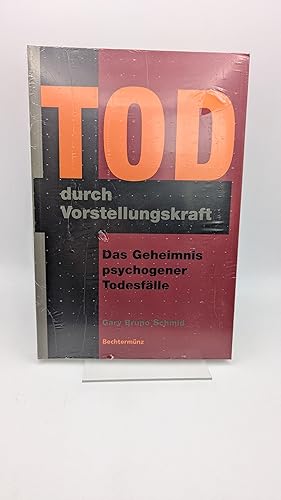 TOD
durch
Vorstellungskraft
Das Geheimnis
psychogener
Todesfälle
Gary Bruno Schmid
Bechtermünz